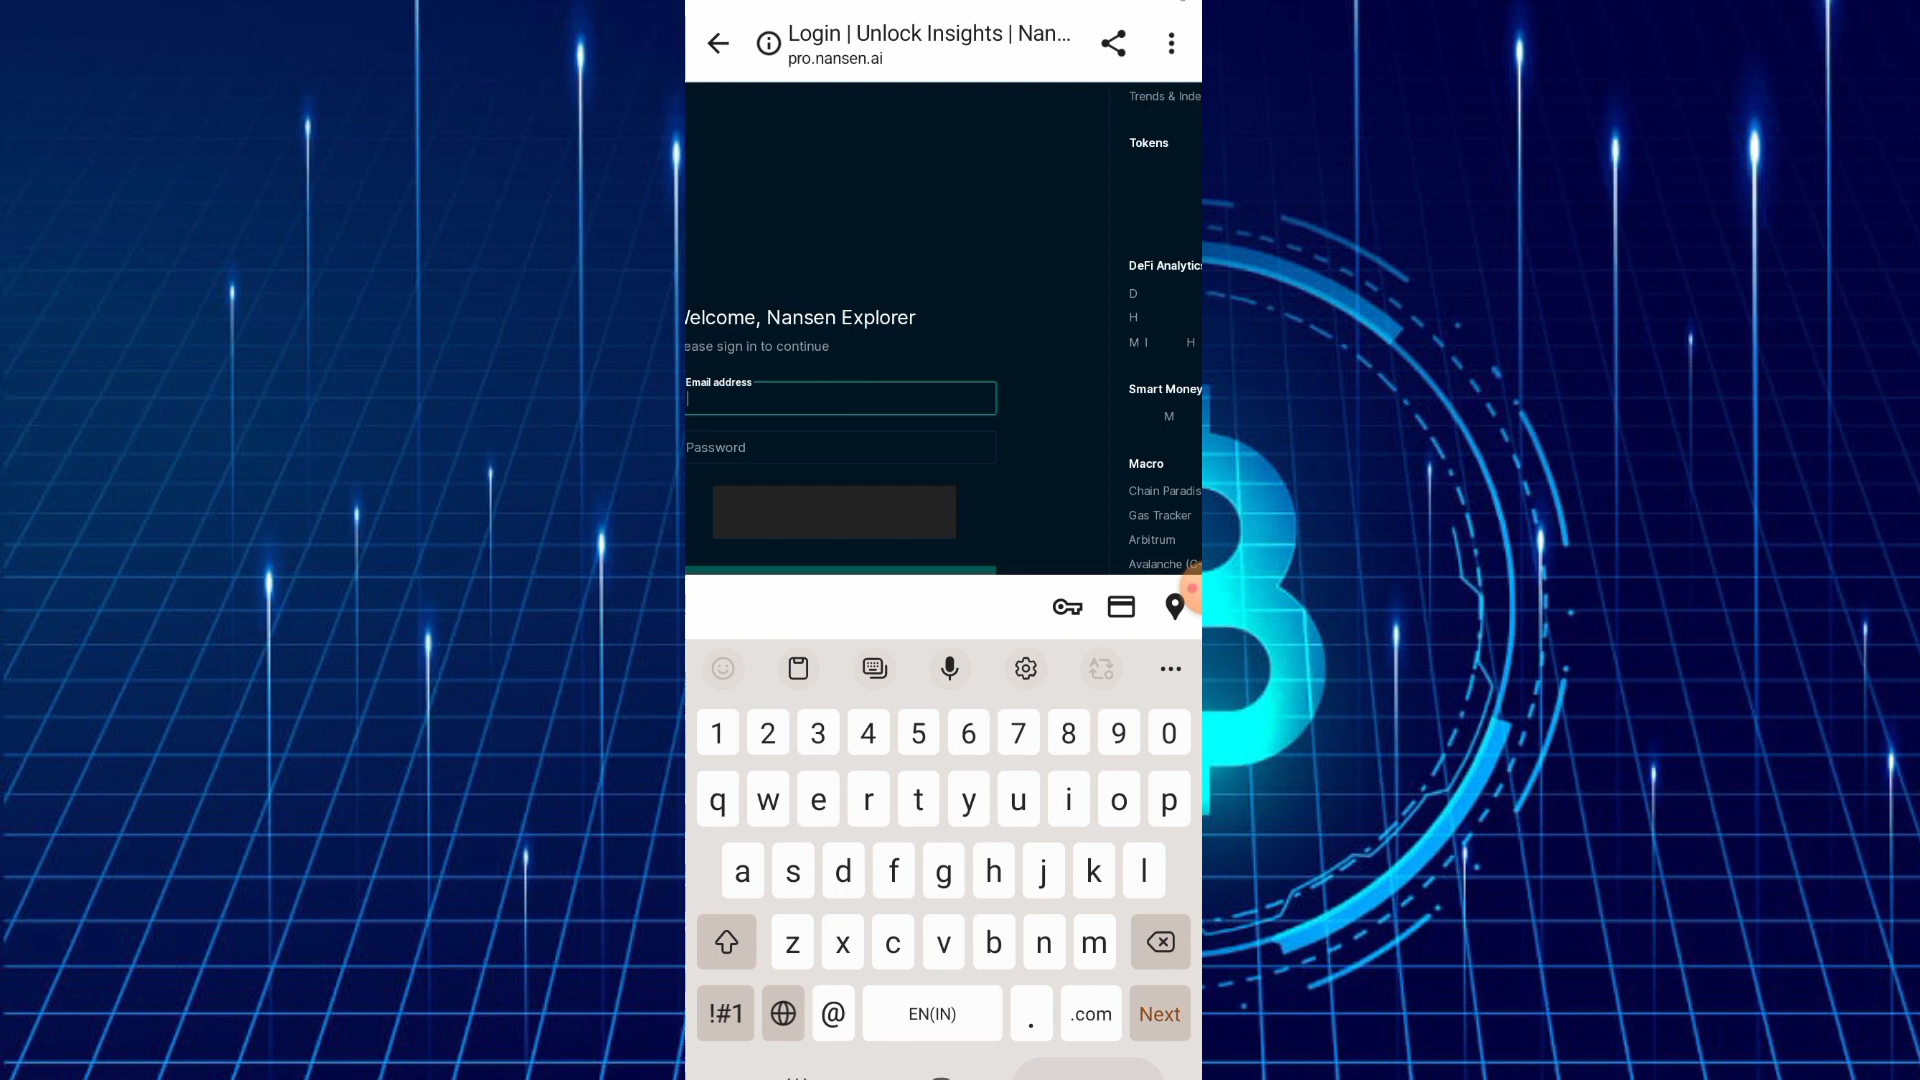 Login | Unlock Insights | Nan...
pro.nansen.ai
Trends & Inde
Tokens
DeFi Analytics
D
H
M I H
Smart Money
M
Macro
Chain Paradis
Gas Tracker
Arbitrum
Avalanche (C-
elcome, Nansen Explorer
ease sign in to continue
Email address
Password
1 2 3 4 5 6 7 8 9 0
q w e r t y u i o p
a s d f g h j k l
z x c v b n m
!#1 @ EN(IN) . .com Next